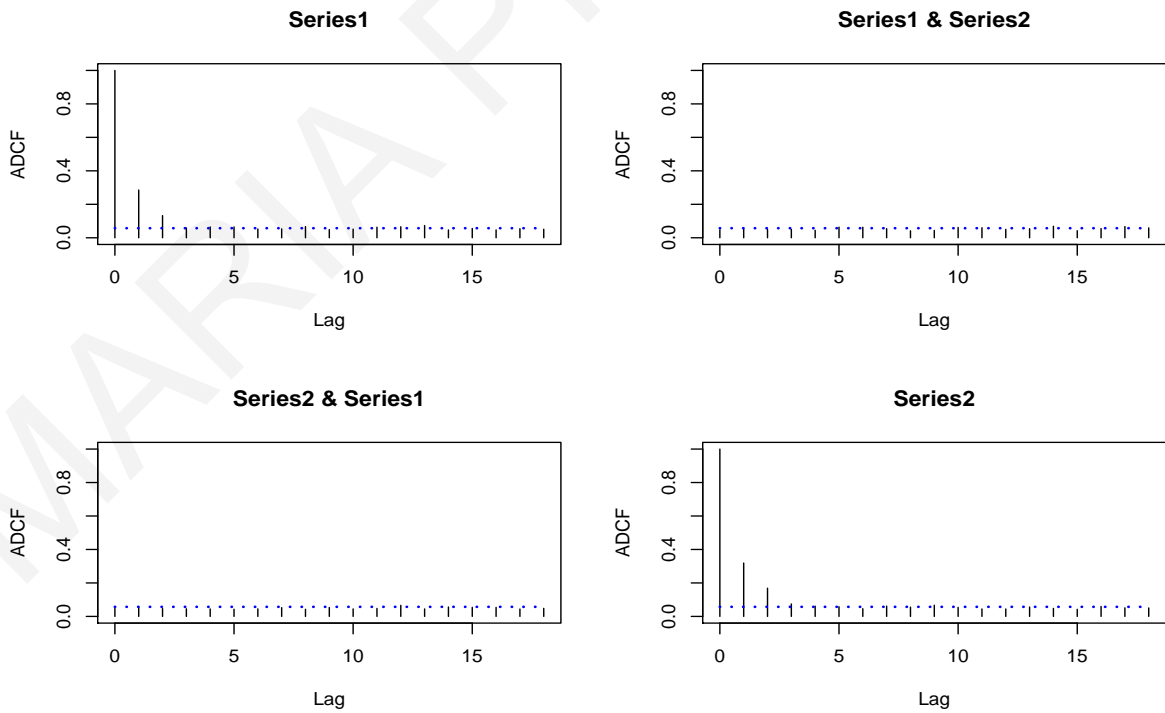 Series1
ADCF
0.0 0.4 0.8
0 5 10 15
Lag
Series1 & Series2
ADCF
0.0 0.4 0.8
0 5 10 15
Lag
Series2 & Series1
ADCF
0.0 0.4 0.8
0 5 10 15
Lag
Series2
ADCF
0.0 0.4 0.8
0 5 10 15
Lag
MARIA P